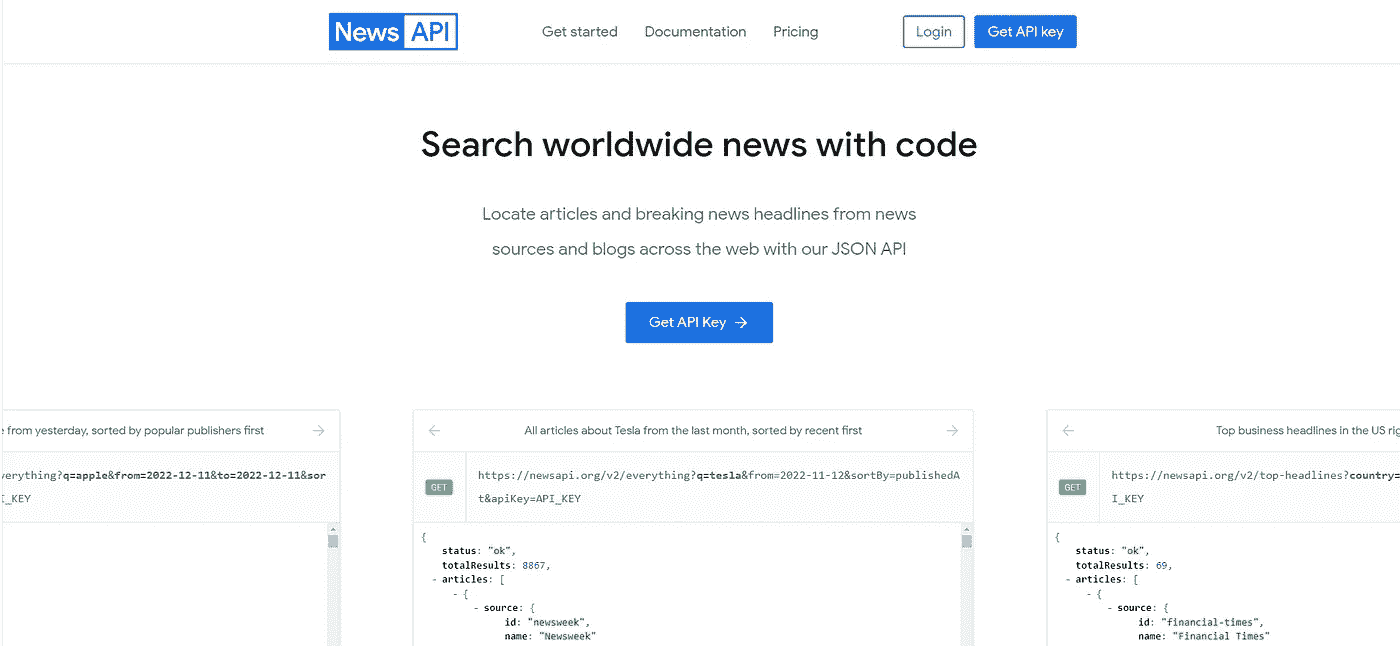 News API
Get started
Documentation
Pricing
Login
Get API key
Search worldwide news with code
Locate articles and breaking news headlines from news
sources and blogs across the web with our JSON API
Get API Key →
from yesterday, sorted by popular publishers first →
verything?q=apple&from=2022-12-11&to=2022-12-11&sor
I_KEY
← All articles about Tesla from the last month, sorted by recent first →
GET
https://newsapi.org/v2/everything?q=tesla&from=2022-11-12&sortBy=publishedA
t&apiKey=API_KEY
{
status: "ok",
totalResults: 8867,
- articles: [
- {
- source: {
id: "newsweek",
name: "Newsweek"
← Top business headlines in the US rig
GET
https://newsapi.org/v2/top-headlines?country=
I_KEY
{
status: "ok",
totalResults: 69,
- articles: [
- {
- source: {
id: "financial-times",
name: "Financial Times"